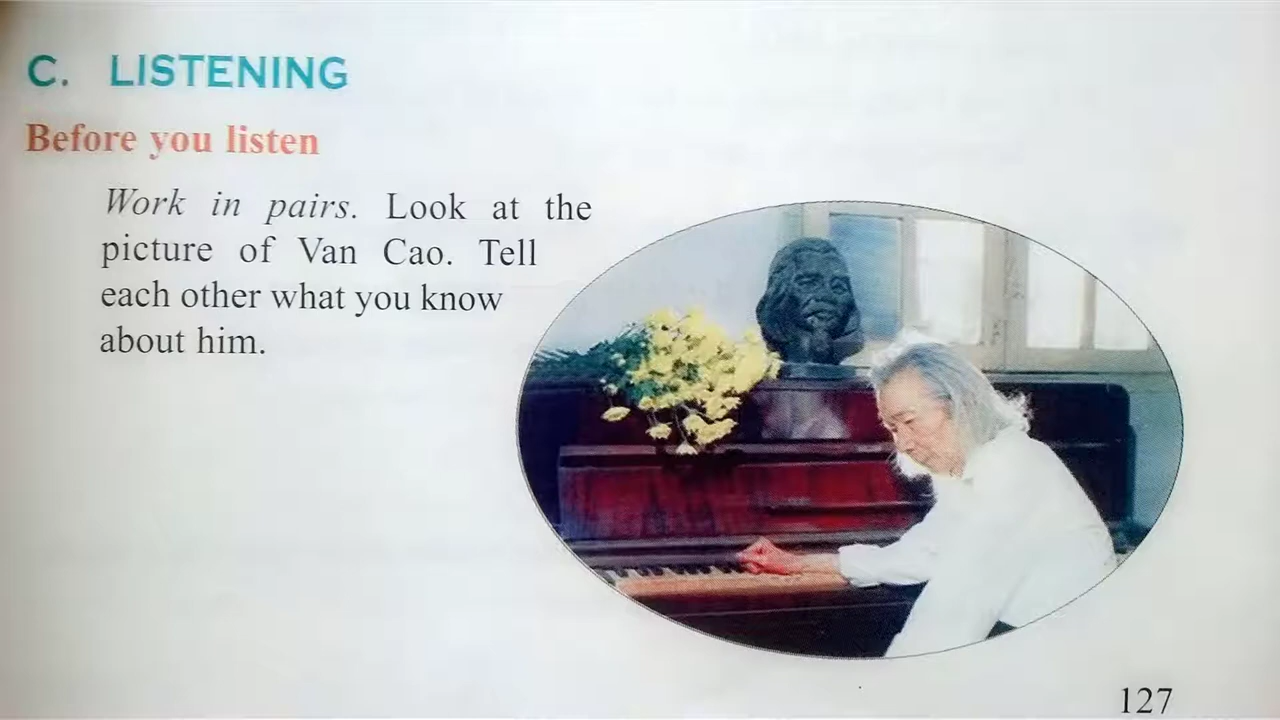 C. LISTENING
Before you listen
Work in pairs. Look at the
picture of Van Cao. Tell
each other what you know
about him.
127